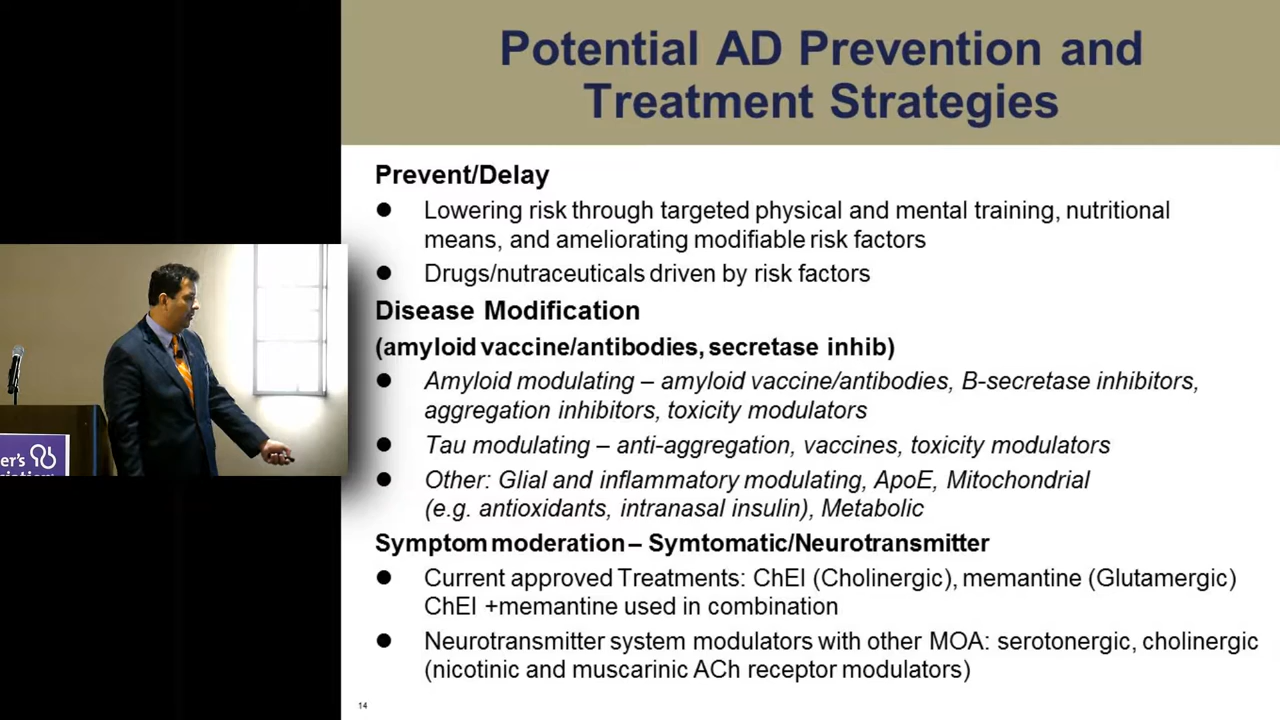 Potential AD Prevention and
Treatment Strategies
Prevent/Delay
● Lowering risk through targeted physical and mental training, nutritional
means, and ameliorating modifiable risk factors
● Drugs/nutraceuticals driven by risk factors
Disease Modification
(amyloid vaccine/antibodies, secretase inhib)
● Amyloid modulating – amyloid vaccine/antibodies, B-secretase inhibitors,
aggregation inhibitors, toxicity modulators
● Tau modulating – anti-aggregation, vaccines, toxicity modulators
● Other: Glial and inflammatory modulating, ApoE, Mitochondrial
(e.g. antioxidants, intranasal insulin), Metabolic
Symptom moderation – Symtomatic/Neurotransmitter
● Current approved Treatments: ChEI (Cholinergic), memantine (Glutamergic)
ChEI +memantine used in combination
● Neurotransmitter system modulators with other MOA: serotonergic, cholinergic
(nicotinic and muscarinic ACh receptor modulators)
14
er's